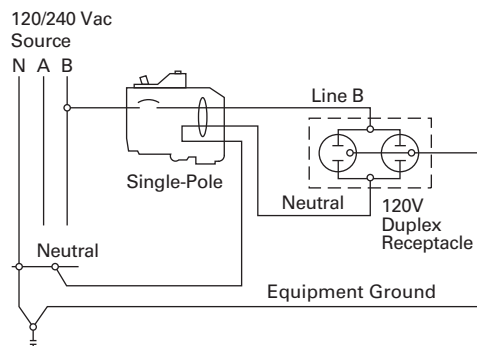 120/240 Vac
Source
N A B
Line B
Single-Pole
Neutral
120V
Duplex
Receptacle
Neutral
Equipment Ground